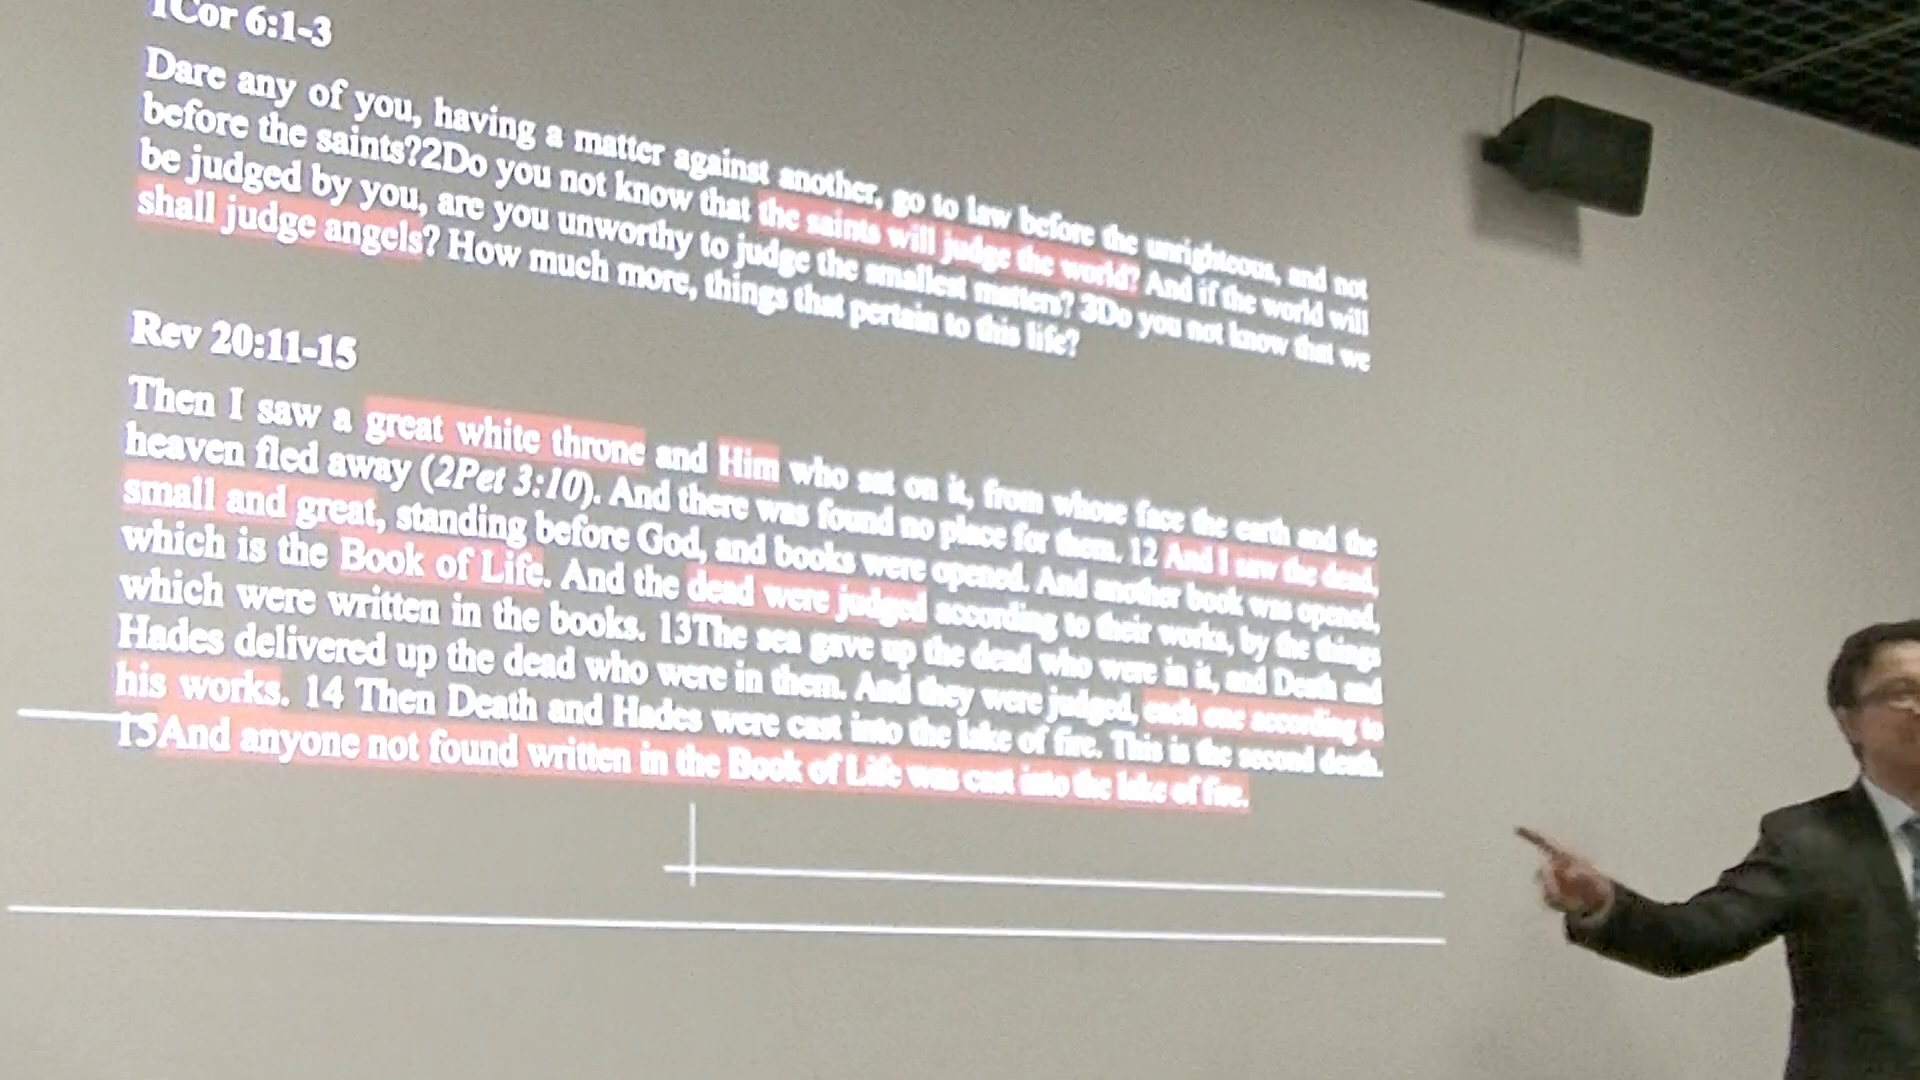 1Cor 6:1-3
Dare any of you, having a matter against another, go to law before the unrighteous, and not
before the saints?2Do you not know that the saints will judge the world? And if the world will
be judged by you, are you unworthy to judge the smallest matters? 3Do you not know that we
shall judge angels? How much more, things that pertain to this life?
Rev 20:11-15
Then I saw a great white throne and Him who sat on it, from whose face the earth and the
heaven fled away (2Pet 3:10). And there was found no place for them. 12 And I saw the dead,
small and great, standing before God, and books were opened. And another book was opened,
which is the Book of Life. And the dead were judged according to their works, by the things
which were written in the books. 13The sea gave up the dead who were in it, and Death and
Hades delivered up the dead who were in them. And they were judged, each one according to
his works. 14 Then Death and Hades were cast into the lake of fire. This is the second death.
15And anyone not found written in the Book of Life was cast into the lake of fire.